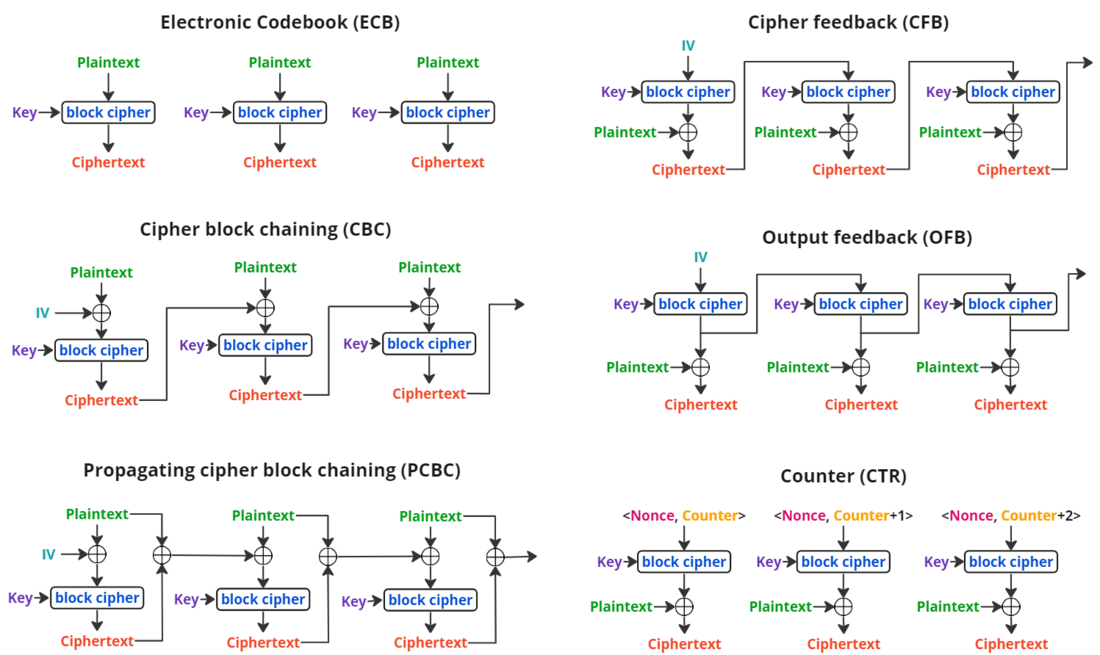 Electronic Codebook (ECB)
Plaintext Plaintext Plaintext
Key block cipher Key block cipher Key block cipher
Ciphertext Ciphertext Ciphertext
Cipher block chaining (CBC)
Plaintext Plaintext Plaintext
IV
Key block cipher Key block cipher Key block cipher
Ciphertext Ciphertext Ciphertext
Propagating cipher block chaining (PCBC)
Plaintext Plaintext Plaintext
IV
Key block cipher Key block cipher Key block cipher
Ciphertext Ciphertext Ciphertext
Cipher feedback (CFB)
IV
Key block cipher Key block cipher Key block cipher
Plaintext Plaintext Plaintext
Ciphertext Ciphertext Ciphertext
Output feedback (OFB)
IV
Key block cipher Key block cipher Key block cipher
Plaintext Plaintext Plaintext
Ciphertext Ciphertext Ciphertext
Counter (CTR)
<Nonce, Counter> <Nonce, Counter+1> <Nonce, Counter+2>
Key block cipher Key block cipher Key block cipher
Plaintext Plaintext Plaintext
Ciphertext Ciphertext Ciphertext